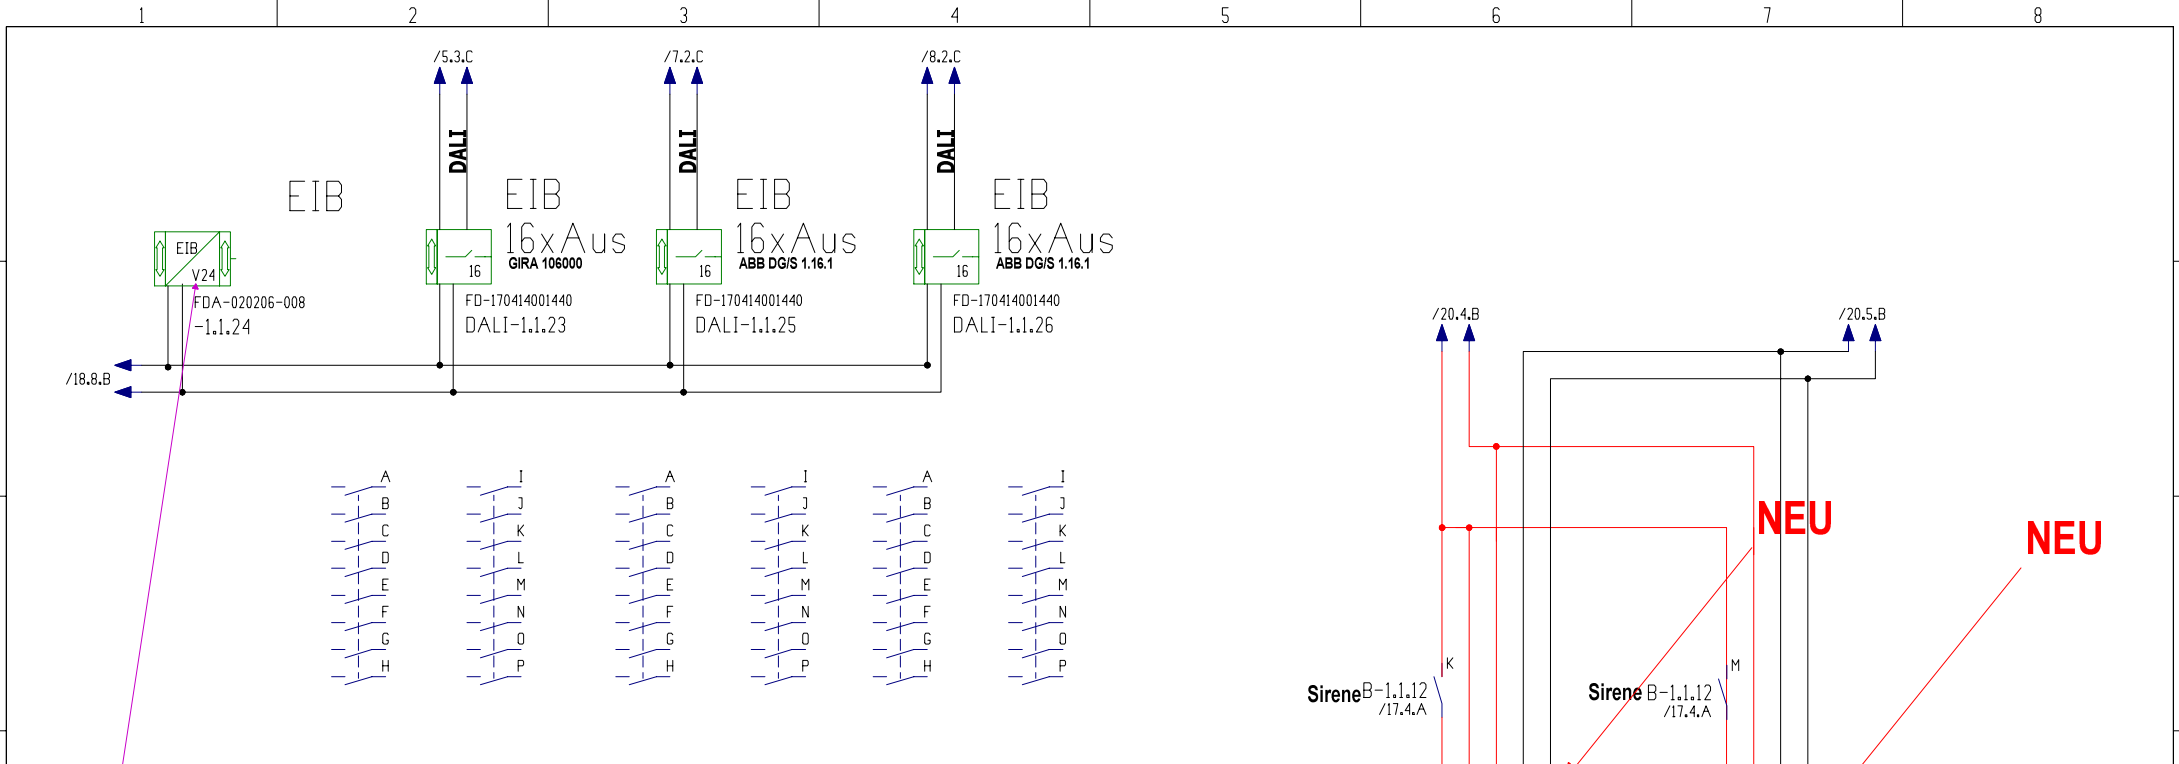 1 2 3 4 5 6 7 8
/5.3.C /7.2.C /8.2.C
DALI DALI DALI
EIB EIB EIB EIB
16xAus 16xAus 16xAus
GIRA 106000 ABB DG/S 1.16.1 ABB DG/S 1.16.1
EIB
V24
16 16 16
FDA-020206-008 FD-170414001440 FD-170414001440 FD-170414001440
-1.1.24 DALI-1.1.23 DALI-1.1.25 DALI-1.1.26
/20.4.B /20.5.B
/18.8.B
A I A I A I
B J B J B J
C K C K C K
D L D L D L
E M E M E M
F N F N F N
G O G O G O
H P H P H P
NEU
NEU
K M
Sirene B-1.1.12 Sirene B-1.1.12
/17.4.A /17.4.A